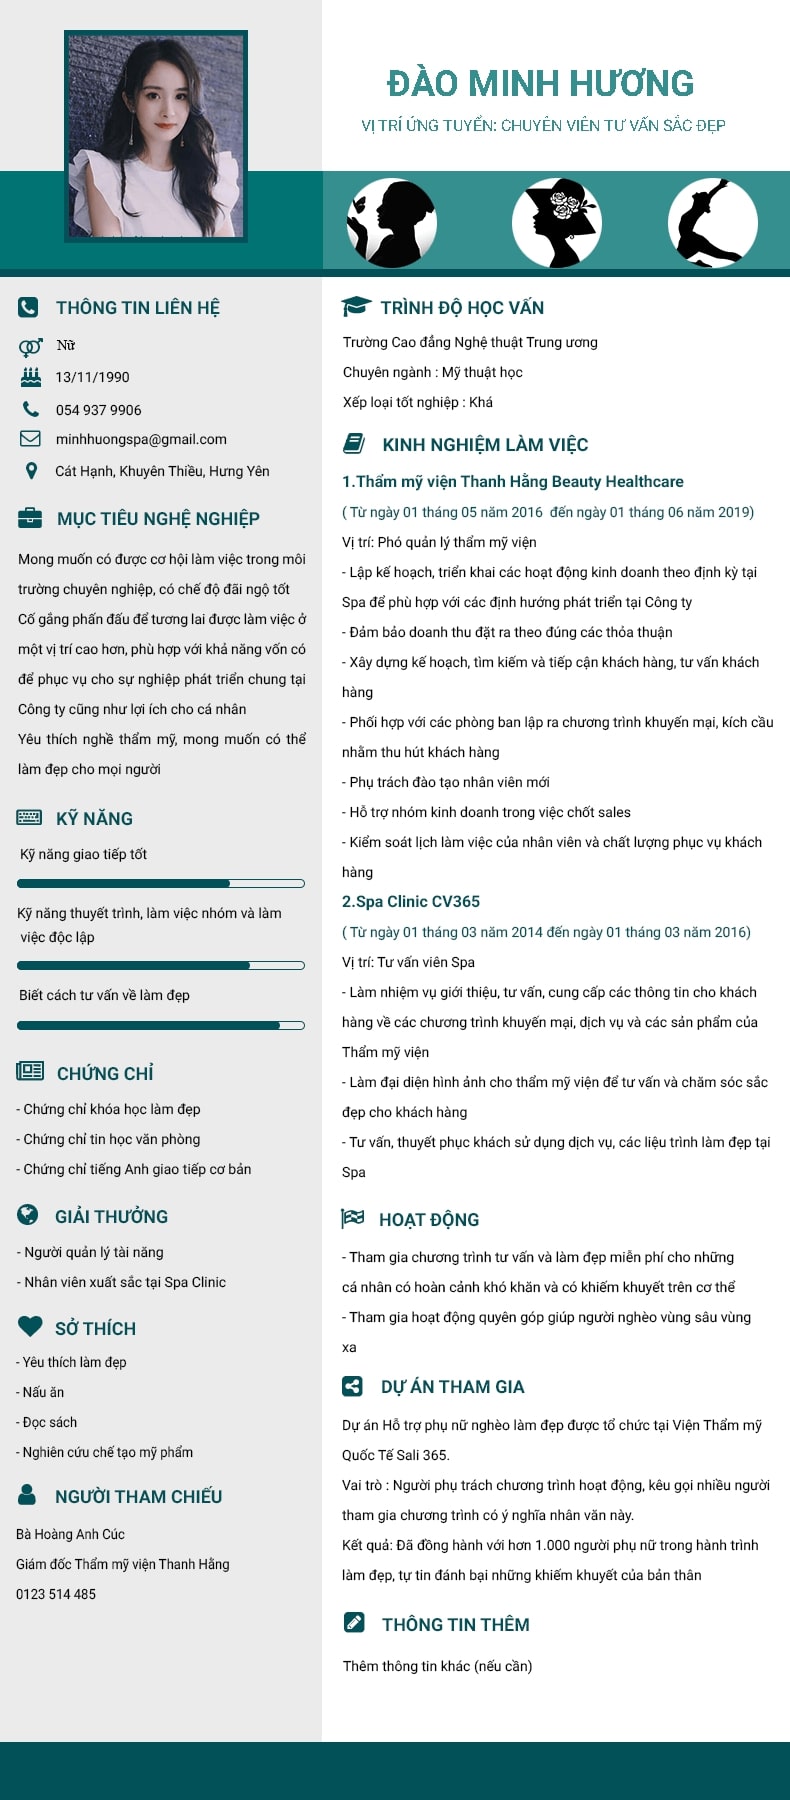 ĐÀO MINH HƯƠNG
VỊ TRÍ ỨNG TUYỂN: CHUYÊN VIÊN TƯ VẤN SẮC ĐẸP
THÔNG TIN LIÊN HỆ
Nữ
13/11/1990
054 937 9906
minhhuongspa@gmail.com
Cát Hạnh, Khuyên Thiều, Hưng Yên
MỤC TIÊU NGHỆ NGHIỆP
Mong muốn có được cơ hội làm việc trong môi
trường chuyên nghiệp, có chế độ đãi ngộ tốt
Cố gắng phấn đấu để tương lai được làm việc ở
một vị trí cao hơn, phù hợp với khả năng vốn có
để phục vụ cho sự nghiệp phát triển chung tại
Công ty cũng như lợi ích cho cá nhân
Yêu thích nghề thẩm mỹ, mong muốn có thể
làm đẹp cho mọi người
KỸ NĂNG
Kỹ năng giao tiếp tốt
Kỹ năng thuyết trình, làm việc nhóm và làm
việc độc lập
Biết cách tư vấn về làm đẹp
CHỨNG CHỈ
- Chứng chỉ khóa học làm đẹp
- Chứng chỉ tin học văn phòng
- Chứng chỉ tiếng Anh giao tiếp cơ bản
GIẢI THƯỞNG
- Người quản lý tài năng
- Nhân viên xuất sắc tại Spa Clinic
SỞ THÍCH
- Yêu thích làm đẹp
- Nấu ăn
- Đọc sách
- Nghiên cứu chế tạo mỹ phẩm
NGƯỜI THAM CHIẾU
Bà Hoàng Anh Cúc
Giám đốc Thẩm mỹ viện Thanh Hằng
0123 514 485
TRÌNH ĐỘ HỌC VẤN
Trường Cao đẳng Nghệ thuật Trung ương
Chuyên ngành : Mỹ thuật học
Xếp loại tốt nghiệp : Khá
KINH NGHIỆM LÀM VIỆC
1.Thẩm mỹ viện Thanh Hằng Beauty Healthcare
( Từ ngày 01 tháng 05 năm 2016 đến ngày 01 tháng 06 năm 2019)
Vị trí: Phó quản lý thẩm mỹ viện
- Lập kế hoạch, triển khai các hoạt động kinh doanh theo định kỳ tại
Spa để phù hợp với các định hướng phát triển tại Công ty
- Đảm bảo doanh thu đặt ra theo đúng các thỏa thuận
- Xây dựng kế hoạch, tìm kiếm và tiếp cận khách hàng, tư vấn khách
hàng
- Phối hợp với các phòng ban lập ra chương trình khuyến mại, kích cầu
nhằm thu hút khách hàng
- Phụ trách đào tạo nhân viên mới
- Hỗ trợ nhóm kinh doanh trong việc chốt sales
- Kiểm soát lịch làm việc của nhân viên và chất lượng phục vụ khách
hàng
2.Spa Clinic CV365
( Từ ngày 01 tháng 03 năm 2014 đến ngày 01 tháng 03 năm 2016)
Vị trí: Tư vấn viên Spa
- Làm nhiệm vụ giới thiệu, tư vấn, cung cấp các thông tin cho khách
hàng về các chương trình khuyến mại, dịch vụ và các sản phẩm của
Thẩm mỹ viện
- Làm đại diện hình ảnh cho thẩm mỹ viện để tư vấn và chăm sóc sắc
đẹp cho khách hàng
- Tư vấn, thuyết phục khách sử dụng dịch vụ, các liệu trình làm đẹp tại
Spa
HOẠT ĐỘNG
- Tham gia chương trình tư vấn và làm đẹp miễn phí cho những
cá nhân có hoàn cảnh khó khăn và có khiếm khuyết trên cơ thể
- Tham gia hoạt động quyên góp giúp người nghèo vùng sâu vùng
xa
DỰ ÁN THAM GIA
Dự án Hỗ trợ phụ nữ nghèo làm đẹp được tổ chức tại Viện Thẩm mỹ
Quốc Tế Sali 365.
Vai trò : Người phụ trách chương trình hoạt động, kêu gọi nhiều người
tham gia chương trình có ý nghĩa nhân văn này.
Kết quả: Đã đồng hành với hơn 1.000 người phụ nữ trong hành trình
làm đẹp, tự tin đánh bại những khiếm khuyết của bản thân
THÔNG TIN THÊM
Thêm thông tin khác (nếu cần)